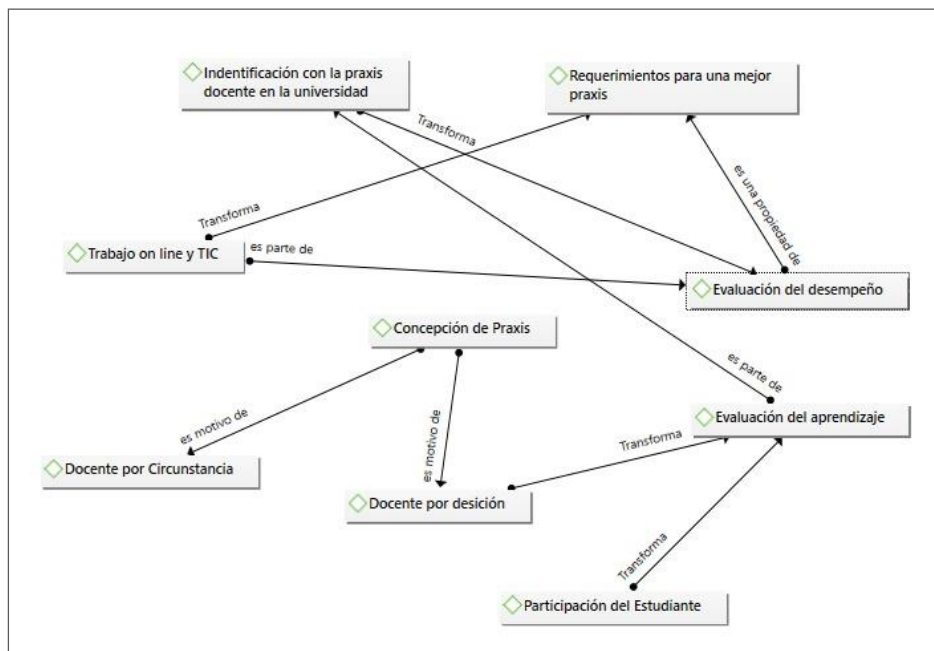 Indentificación con la praxis
docente en la universidad
Requerimientos para una mejor
praxis
Transforma
Transforma
es una propiedad de
Trabajo on line y TIC
es parte de
Evaluación del desempeño
Concepción de Praxis
es parte de
es motivo de
es motivo de
Evaluación del aprendizaje
Transforma
Docente por Circunstancia
Docente por desición
Transforma
Participación del Estudiante